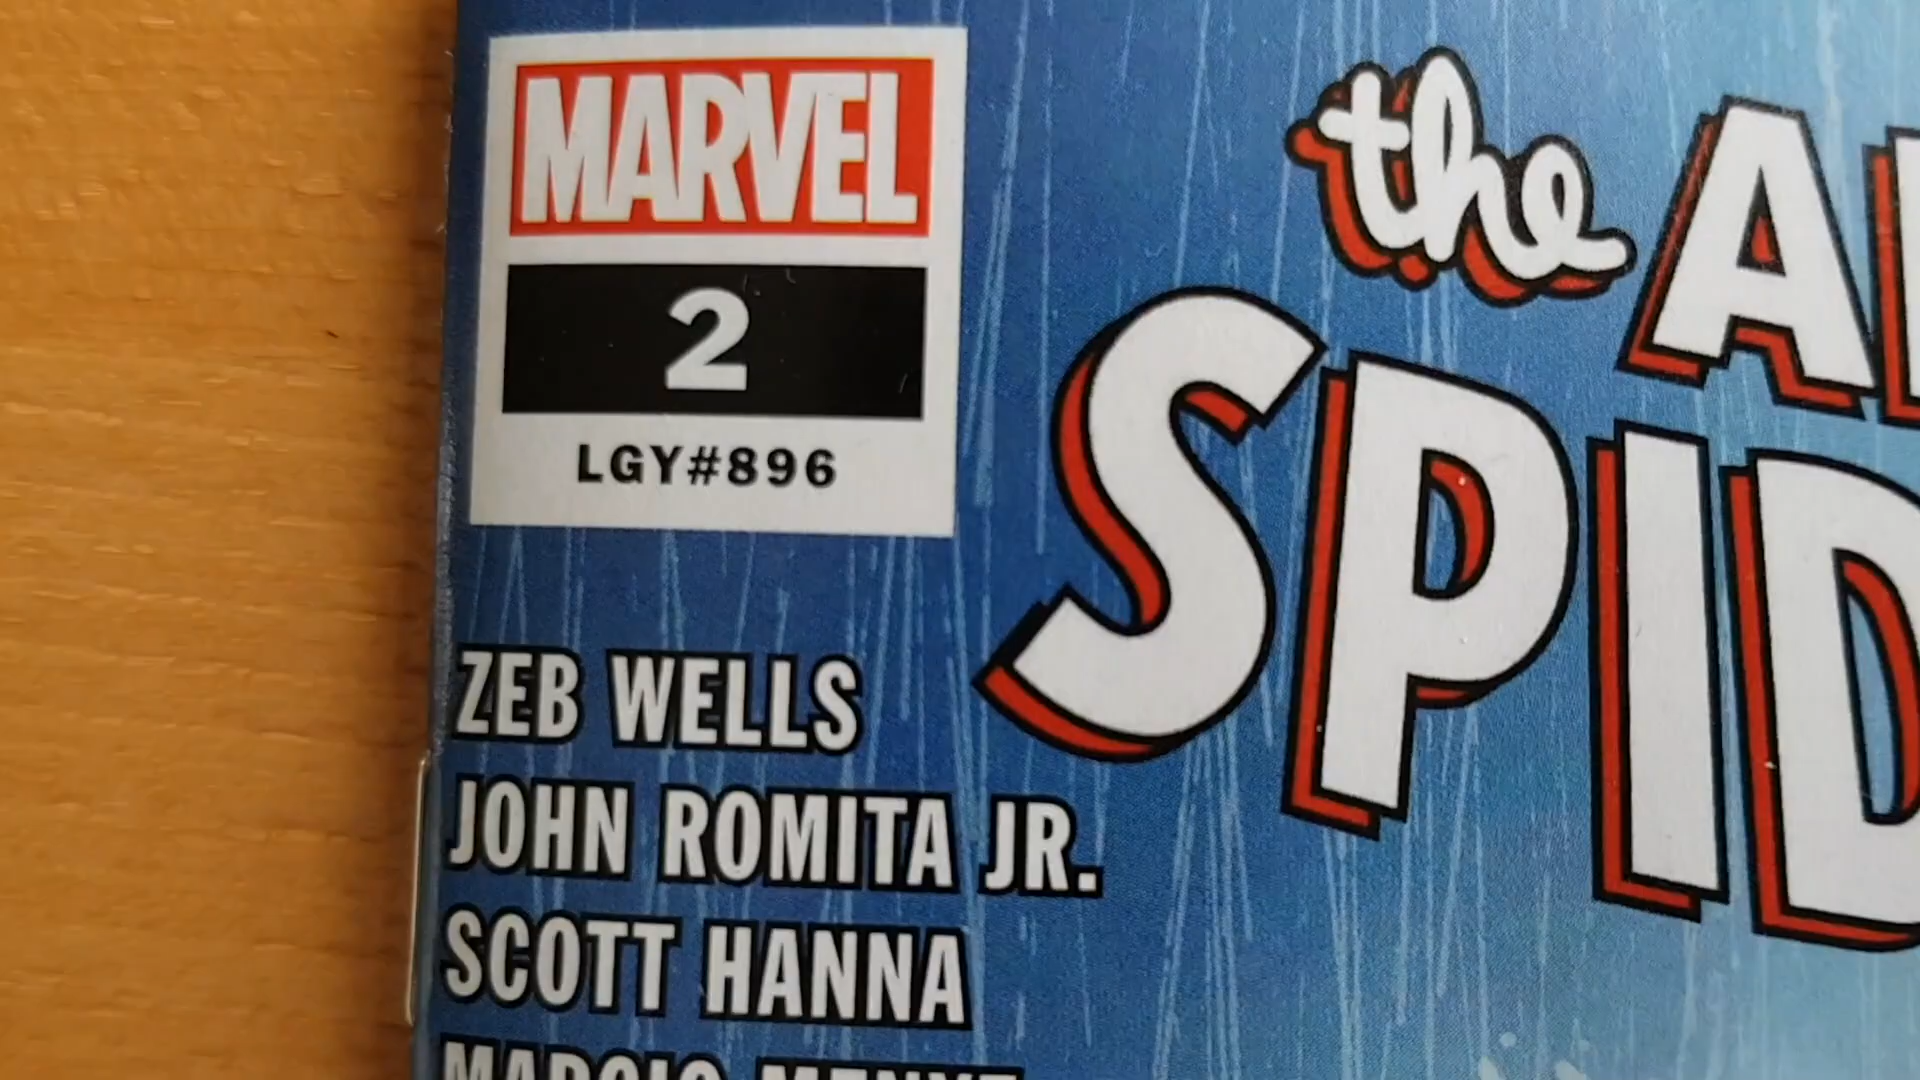 MARVEL
2
LGY#896
the
SPID
ZEB WELLS
JOHN ROMITA JR.
SCOTT HANNA